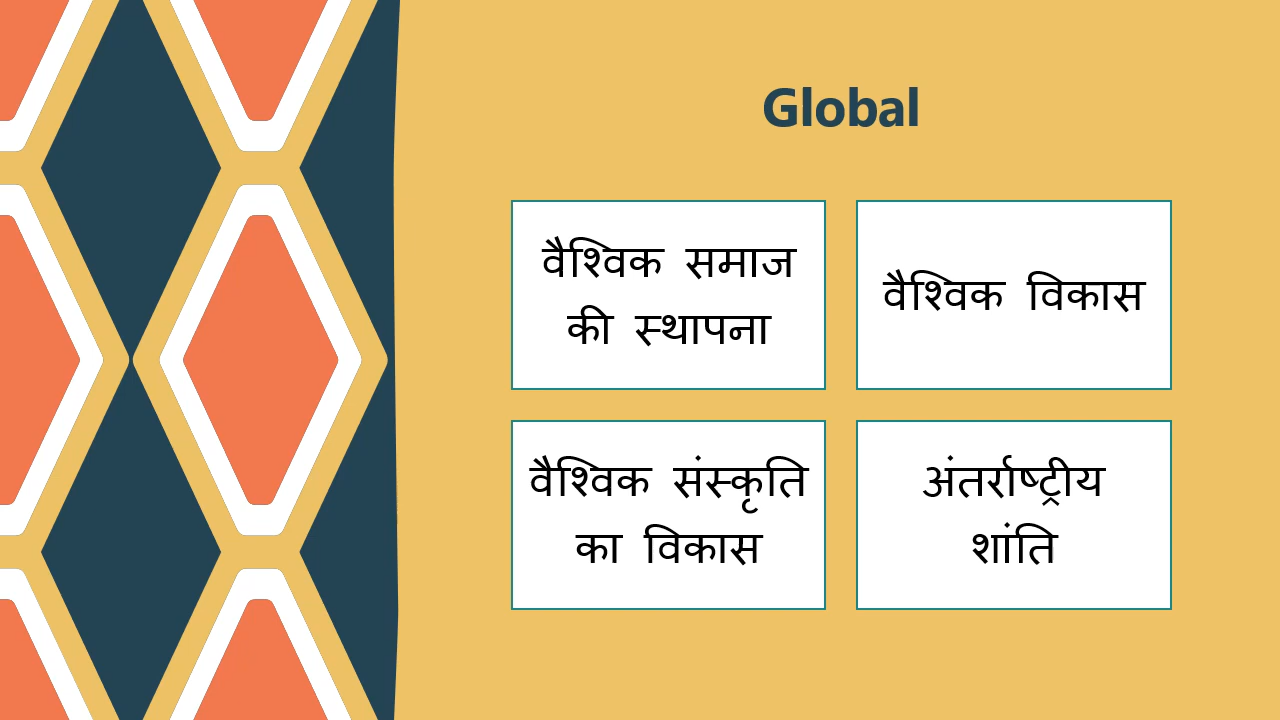 Global
वैश्विक समाज
की स्थापना
वैश्विक विकास
वैश्विक संस्कृति
का विकास
अंतर्राष्ट्रीय
शांति